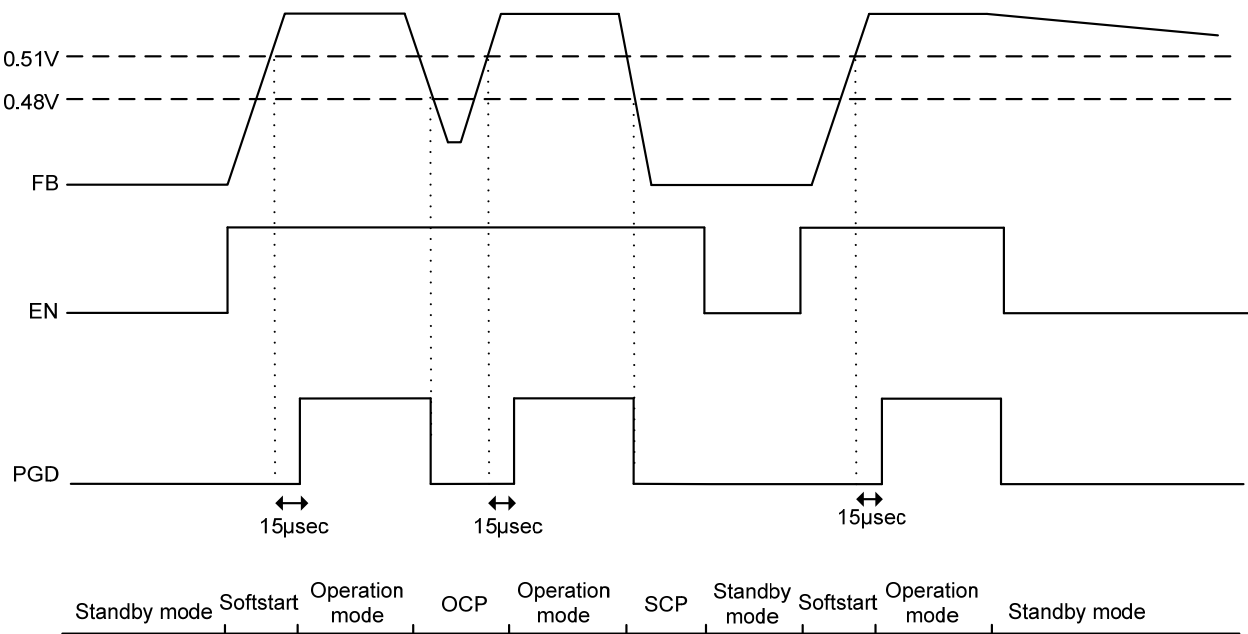 0.51V
0.48V
FB
EN
PGD
15µsec
15µsec
15µsec
Standby mode
Softstart
Operation
mode
OCP
Operation
mode
SCP
Standby
mode
Softstart
Operation
mode
Standby mode